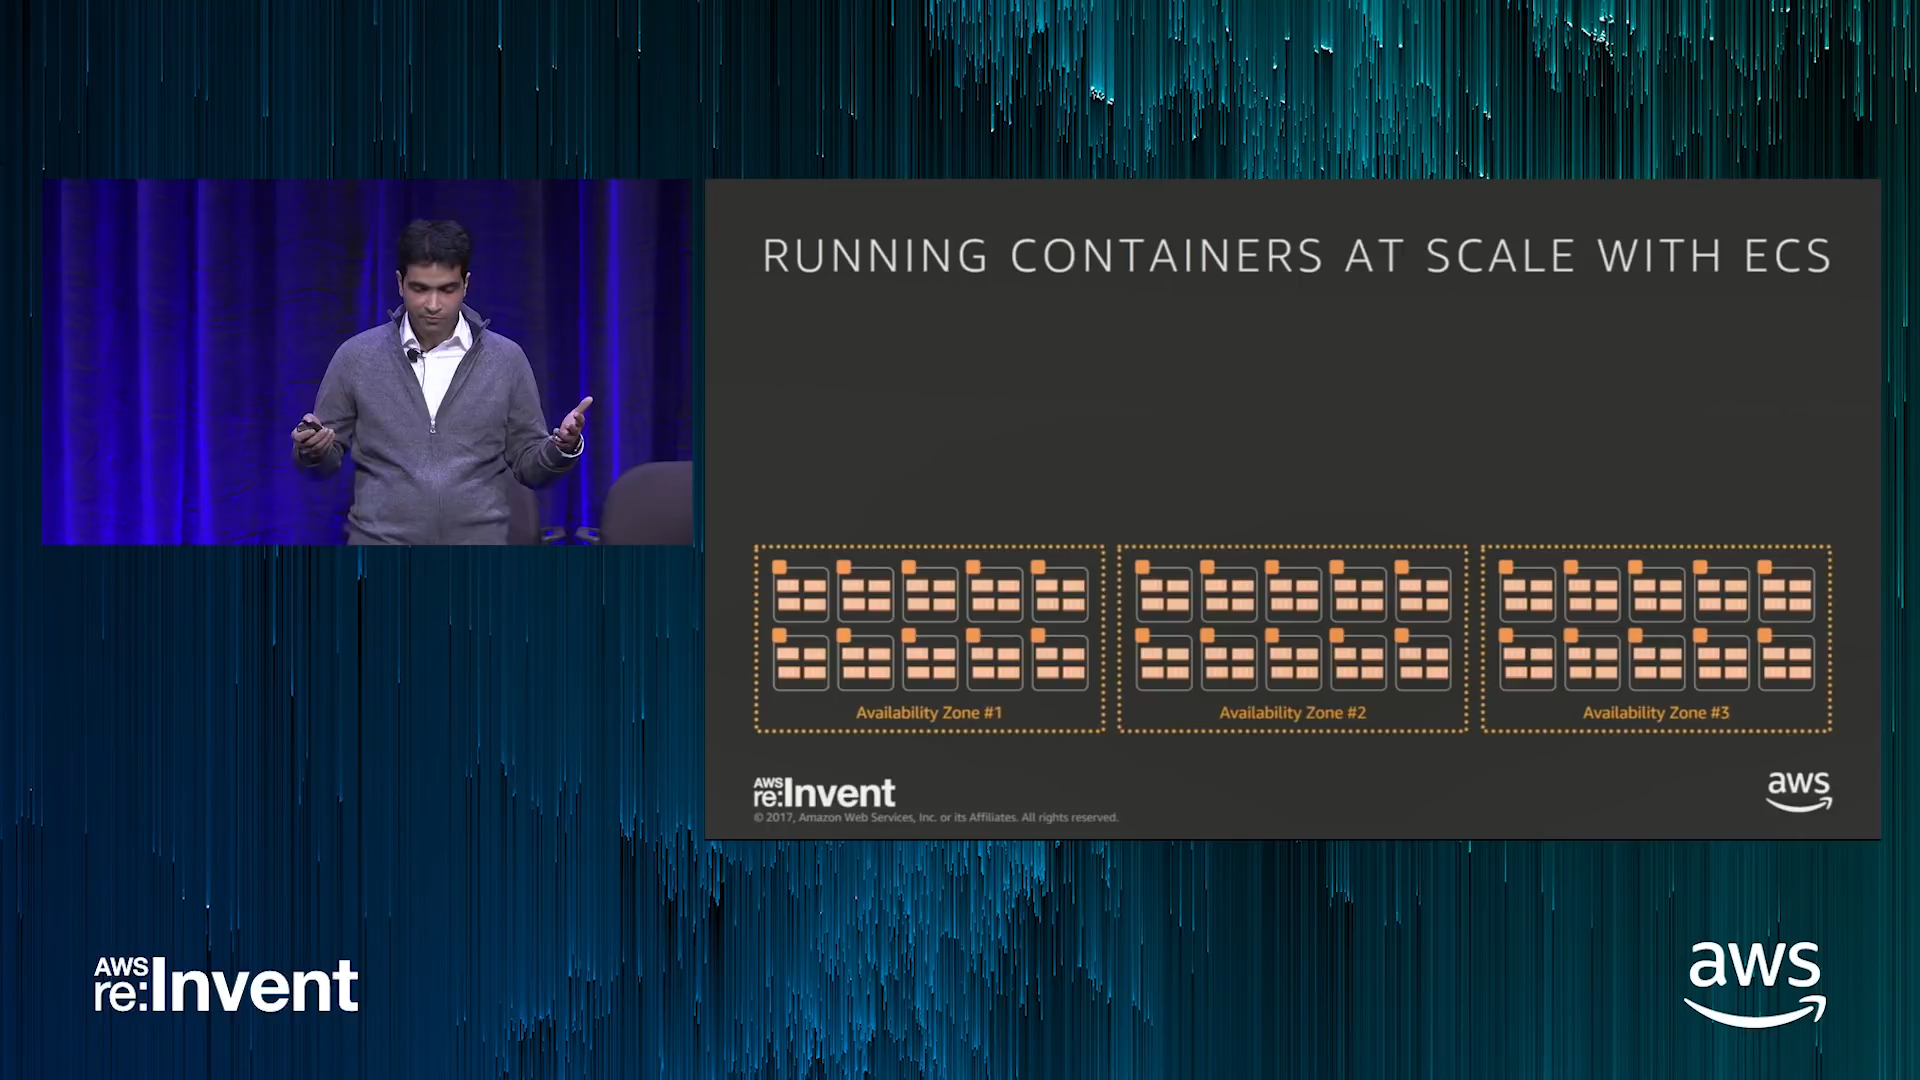 RUNNING CONTAINERS AT SCALE WITH ECS
Availability Zone #1
Availability Zone #2
Availability Zone #3
AWS
re:Invent
aws
© 2017, Amazon Web Services, Inc. or its Affiliates. All rights reserved.
AWS
re:Invent
aws